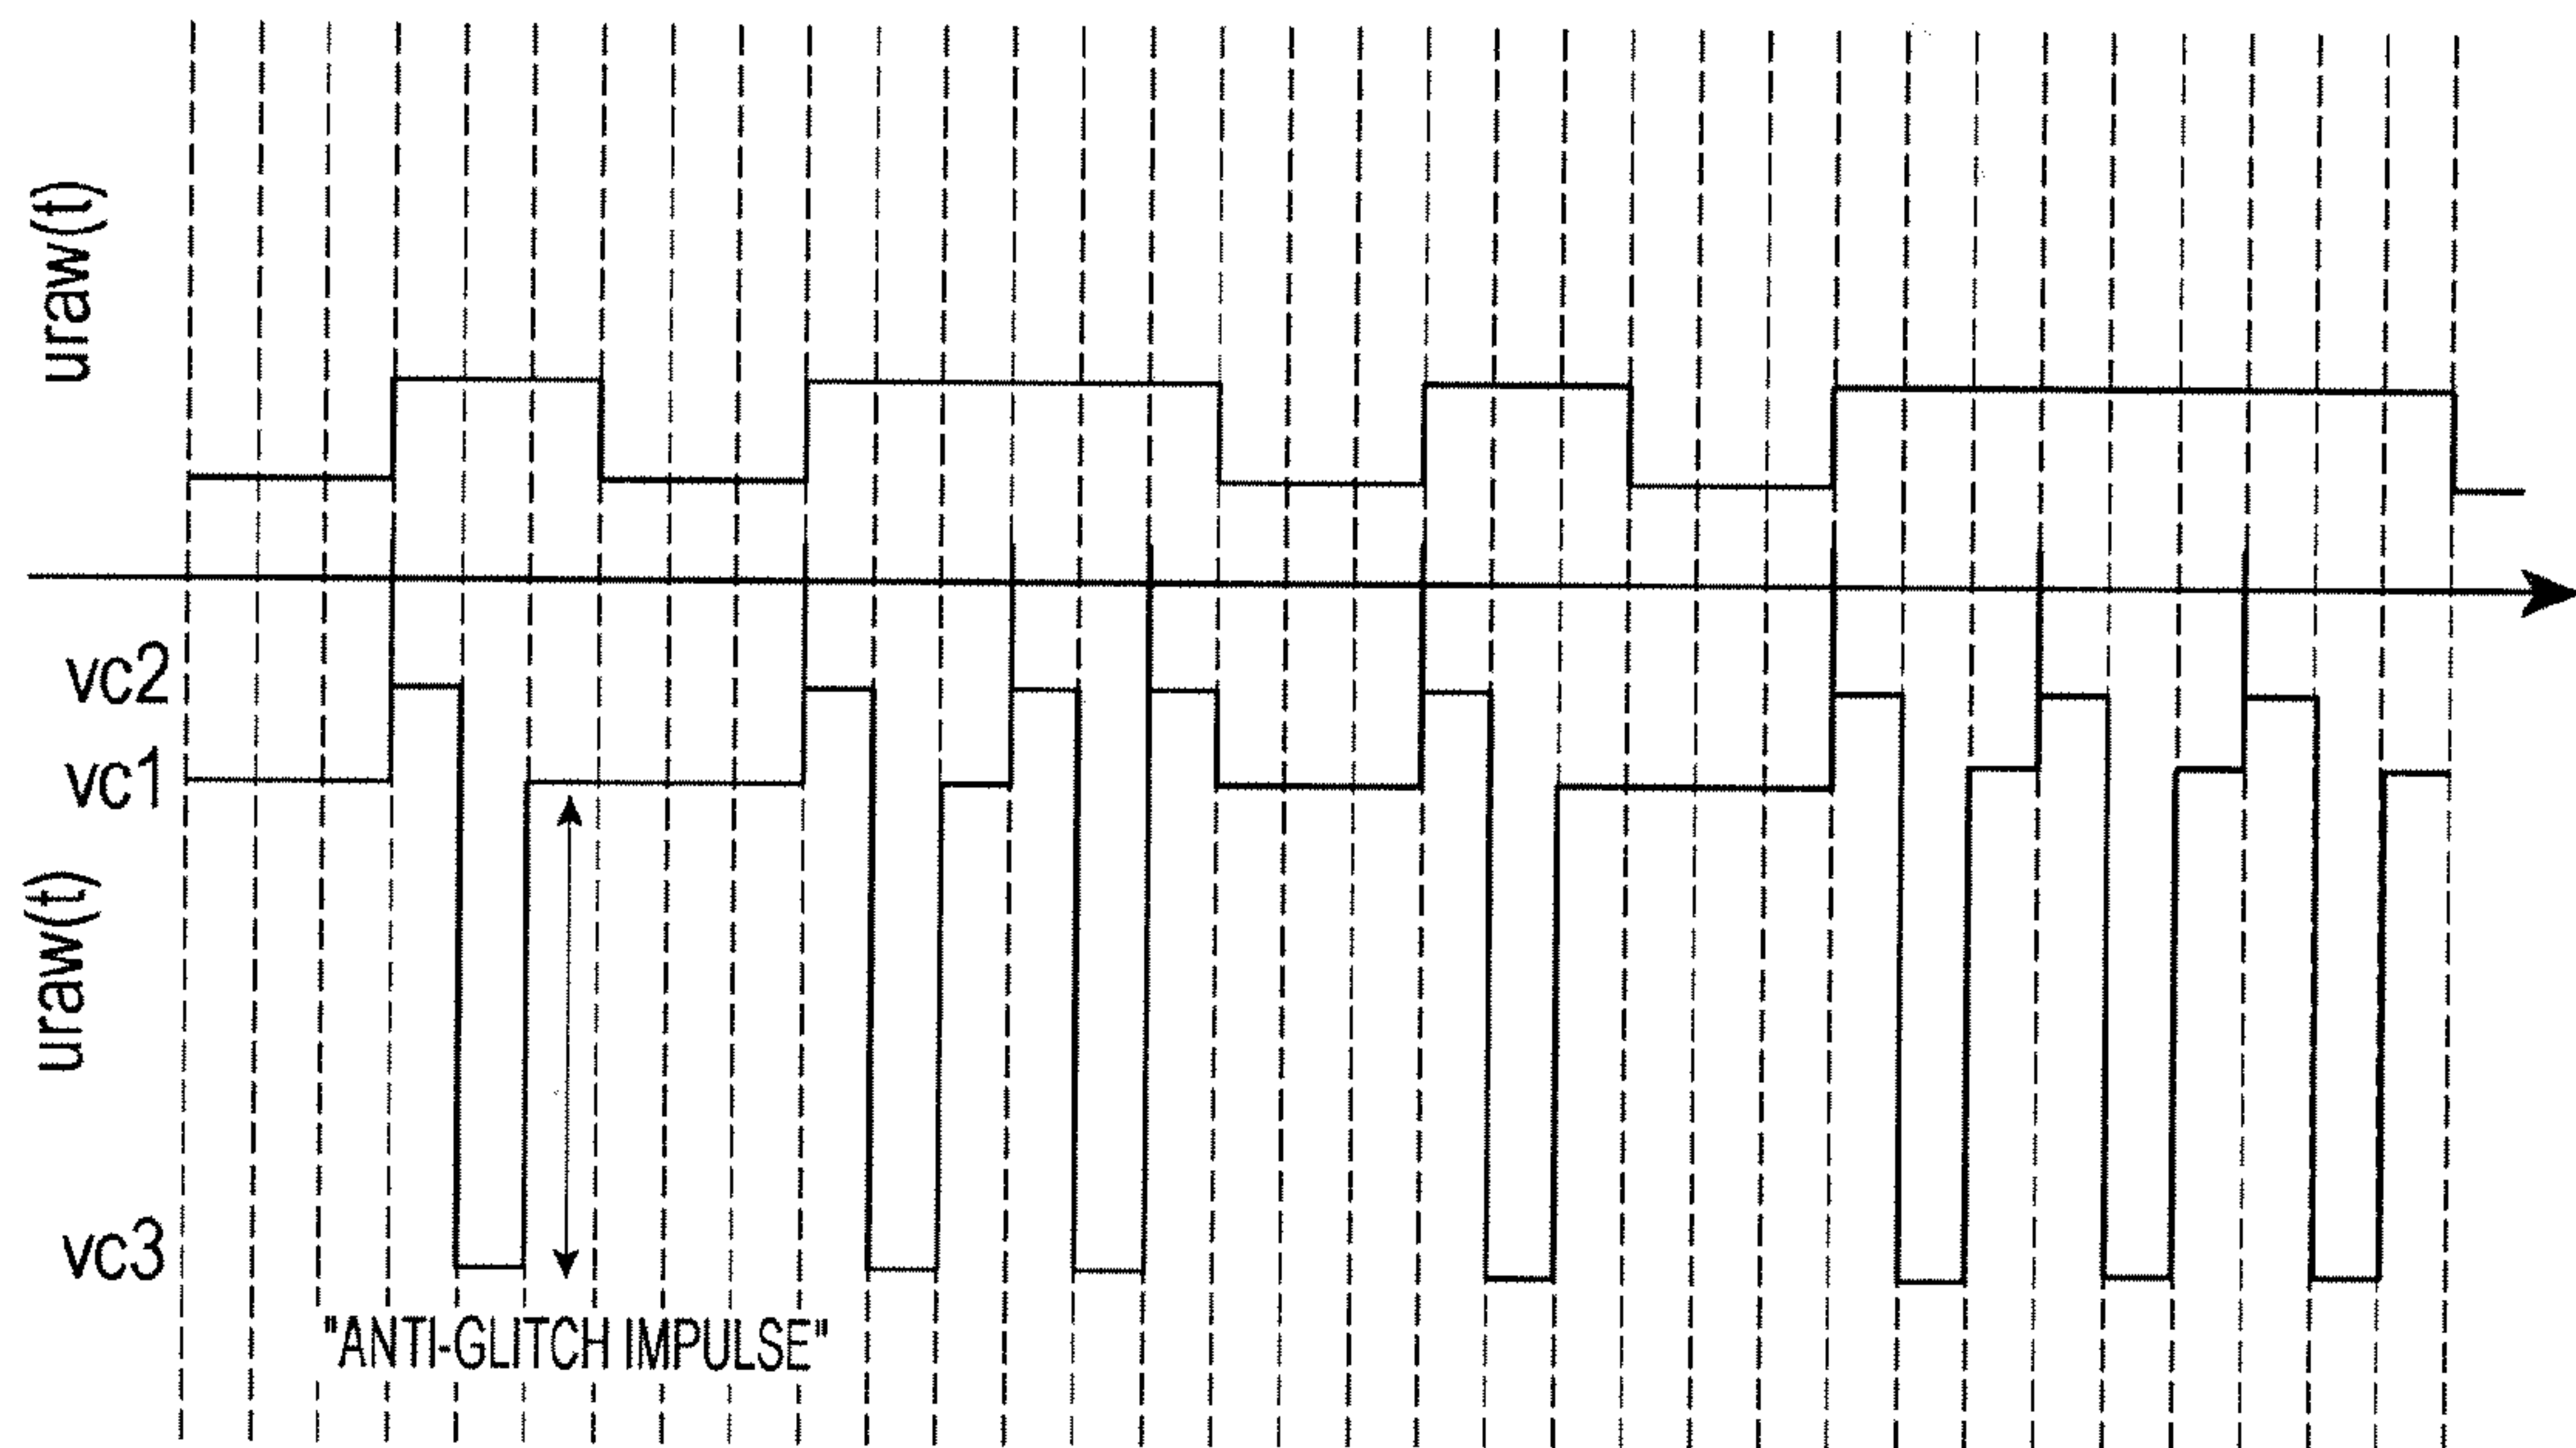 uraw(t)
vc2
vc1
uraw(t)
vc3
"ANTI-GLITCH IMPULSE"